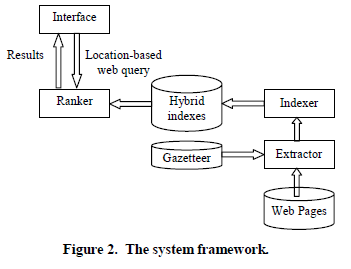 Interface
Results
Location-based
web query
Ranker
Hybrid
indexes
Indexer
Gazetteer
Extractor
Web Pages
Figure 2. The system framework.